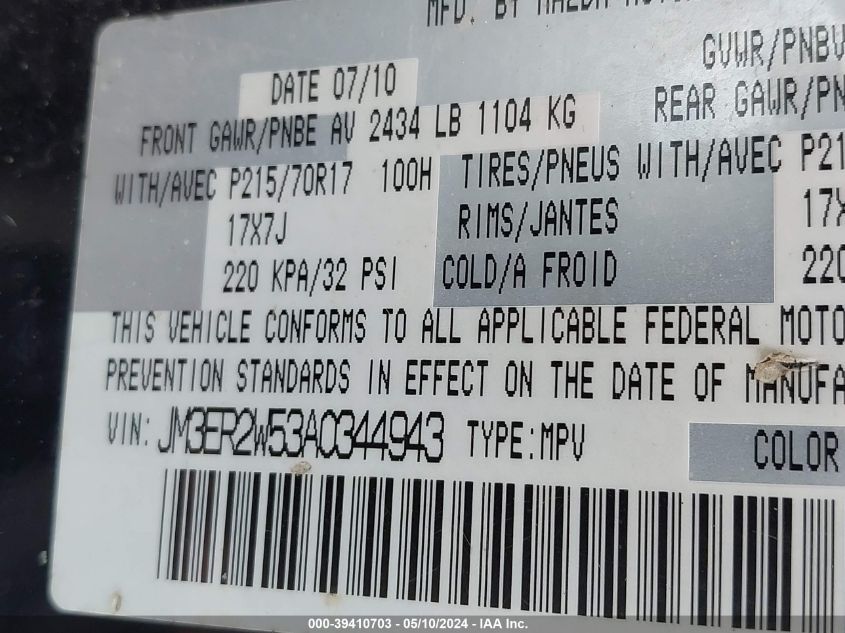 MFD. BY MAZDA MOTOR
GVWR/PNBV
DATE 07/10
FRONT GAWR/PNBE AV 2434 LB 1104 KG
REAR GAWR/PN
WITH/AVEC P215/70R17 100H TIRES/PNEUS WITH/AVEC P21
17X7J RIMS/JANTES 17X
220 KPA/32 PSI COLD/A FROID 220
THIS VEHICLE CONFORMS TO ALL APPLICABLE FEDERAL MOTO
PREVENTION STANDARDS IN EFFECT ON THE DATE OF MANUFA
VIN: JM3ER2W53A0344943 TYPE:MPV COLOR
000-39410703 - 05/10/2024 - IAA Inc.